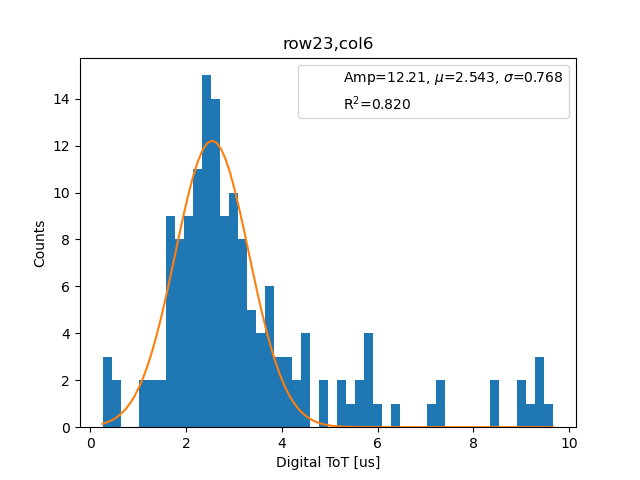 row23,col6
Amp=12.21, μ=2.543, σ=0.768
R²=0.820
Counts
14
12
10
8
6
4
2
0
0 2 4 6 8 10
Digital ToT [us]